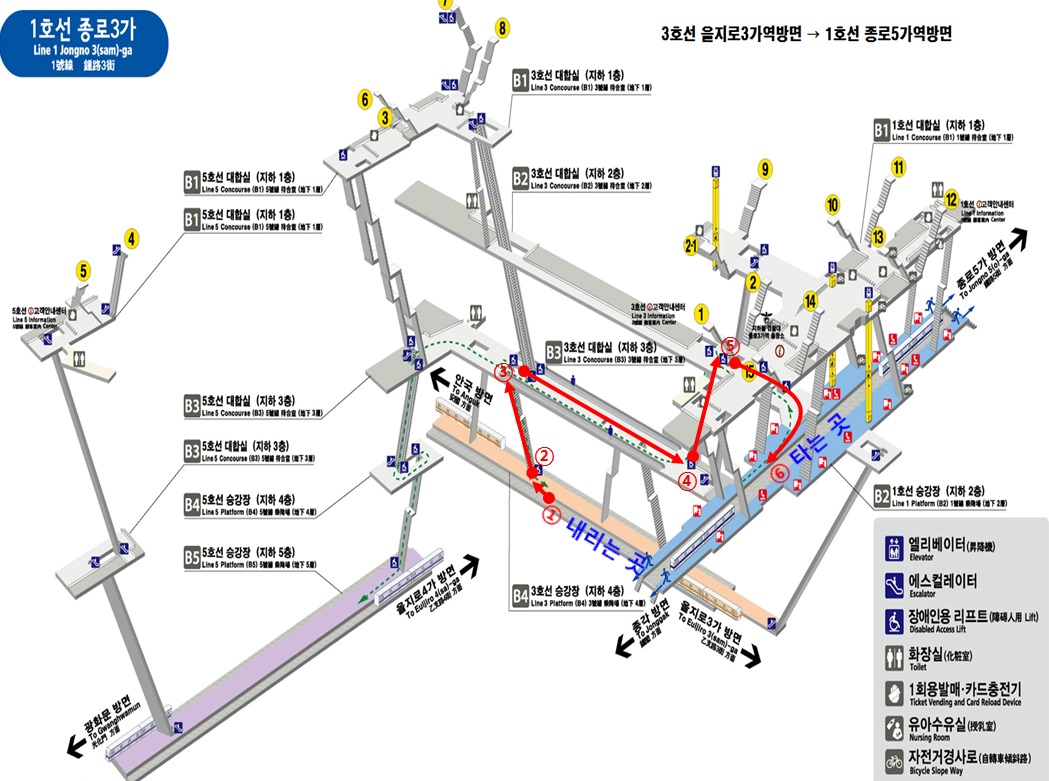 1호선 종로3가
Line 1 Jongno 3(sam)-ga
1號線 鍾路3街
3호선 을지로3가역방면 → 1호선 종로5가역방면
7
8
6
3
B1 3호선 대합실 (지하 1층)
Line 3 Concourse (B1) 3號線 待合室 (地下 1層)
B1 1호선 대합실 (지하 1층)
Line 1 Concourse (B1) 1號線 待合室 (地下 1層)
B1 5호선 대합실 (지하 1층)
Line 5 Concourse (B1) 5號線 待合室 (地下 1層)
B2 3호선 대합실 (지하 2층)
Line 3 Concourse (B2) 3號線 待合室 (地下 2層)
9
11
B1 5호선 대합실 (지하 1층)
Line 5 Concourse (B1) 5號線 待合室 (地下 1層)
10
12
1호선 고객안내센터
Line 1 Information
Center
4
2-1
13
종로5가 방면
To Jongno 5(o)-ga
5
2
14
5호선 고객안내센터
Line 5 Information
Center
3호선 고객안내센터
Line 3 Information
Center
1
B3 3호선 대합실 (지하 3층)
Line 3 Concourse (B3) 3號線 待合室 (地下 3層)
⑤
15
③
안국 방면
To Anguk
安國 方面
B3 5호선 대합실 (지하 3층)
Line 5 Concourse (B3) 5號線 待合室 (地下 3層)
B3 5호선 대합실 (지하 3층)
Line 5 Concourse (B3) 5號線 待合室 (地下 3層)
②
④
⑥ 타는 곳
B4 5호선 승강장 (지하 4층)
Line 5 Platform (B4) 5號線 乘降場 (地下 4層)
① 내리는 곳
B2 1호선 승강장 (지하 2층)
Line 1 Platform (B2) 1號線 乘降場 (地下 2層)
B5 5호선 승강장 (지하 5층)
Line 5 Platform (B5) 5號線 乘降場 (地下 5層)
을지로4가 방면
To Euljiro 4(sa)-ga
乙支路4街 方面
B4 3호선 승강장 (지하 4층)
Line 3 Platform (B4) 3號線 乘降場 (地下 4層)
종각 방면
To Jonggak
鐘閣 方面
을지로3가 방면
To Euljiro 3(sam)-ga
乙支路3街 方面
광화문 방면
To Gwanghwamun
光化門 方面
엘리베이터(昇降機)
Elevator
에스컬레이터
Escalator
장애인용 리프트(障碍人用 Lift)
Disabled Access Lift
화장실(化粧室)
Toilet
1회용발매·카드충전기
Ticket Vending and Card Reload Device
유아수유실(授乳室)
Nursing Room
자전거경사로(自轉車傾斜路)
Bicycle Slope Way